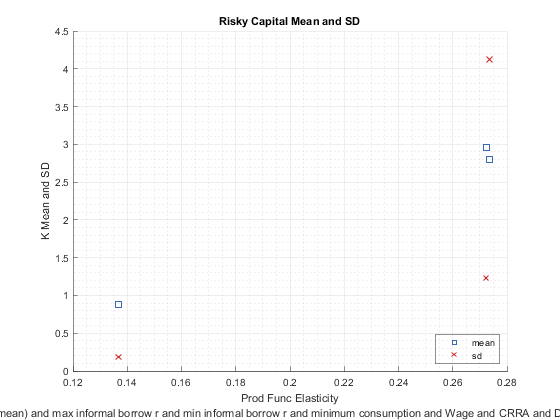 Risky Capital Mean and SD
4.5
4
3.5
3
2.5
2
1.5
1
0.5
0
K Mean and SD
mean
sd
0.12 0.14 0.16 0.18 0.2 0.22 0.24 0.26 0.28
Prod Func Elasticity
mean) and max informal borrow r and min informal borrow r and minimum consumption and Wage and CRRA and